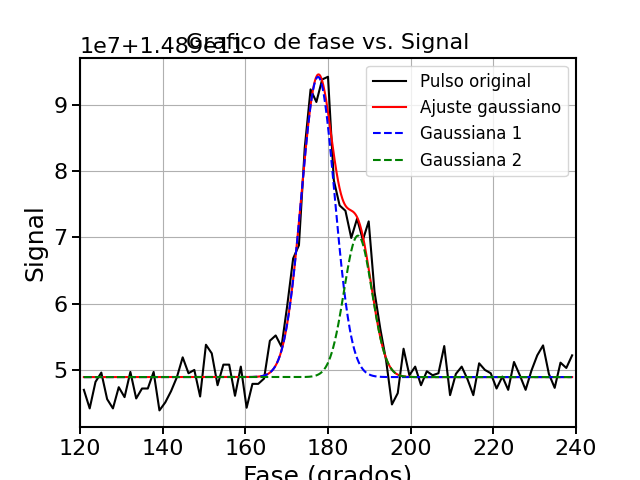 1e7+1.489e11
Grafico de fase vs. Signal
Pulso original
Ajuste gaussiano
Gaussiana 1
Gaussiana 2
Signal
9
8
7
6
5
120 140 160 180 200 220 240
Fase (grados)